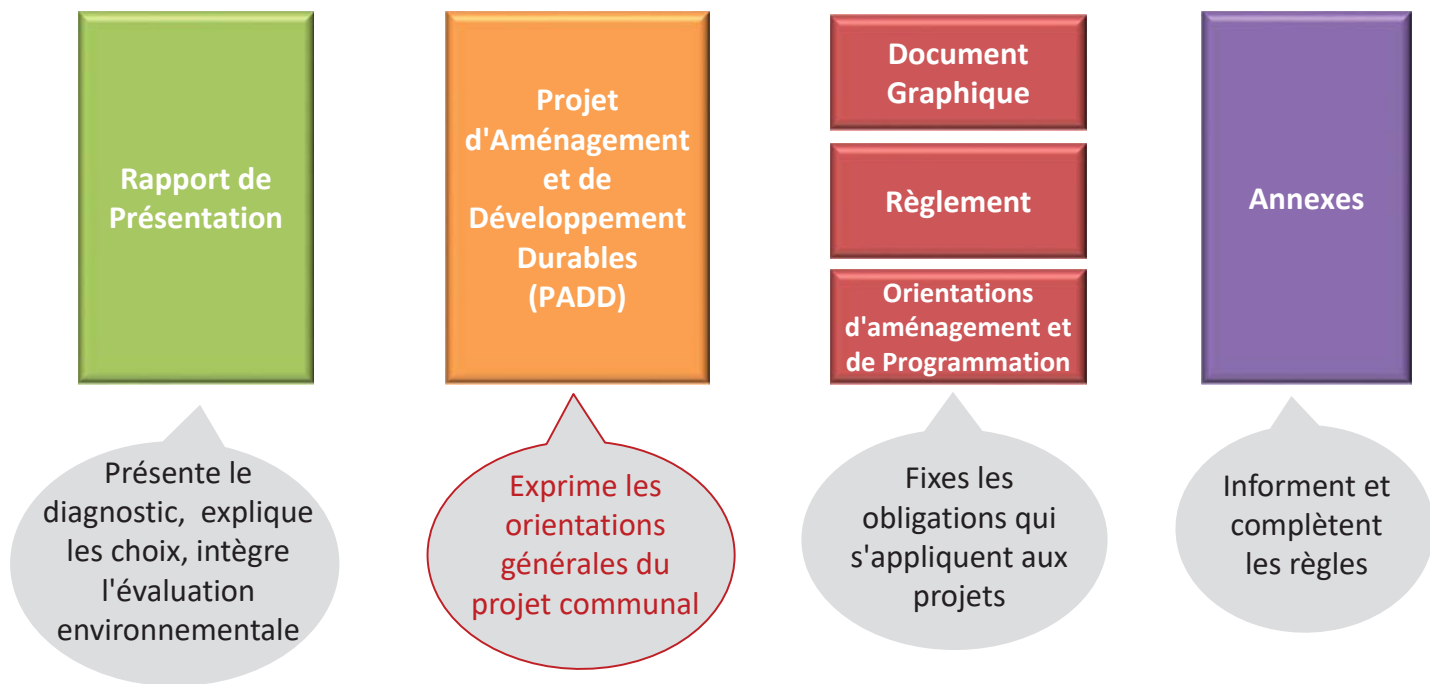 Rapport de
Présentation
Projet
d'Aménagement
et de
Développement
Durables
(PADD)
Document
Graphique
Règlement
Orientations
d'aménagement et
de Programmation
Annexes
Présente le
diagnostic, explique
les choix, intègre
l'évaluation
environnementale
Exprime les
orientations
générales du
projet communal
Fixes les
obligations qui
s'appliquent aux
projets
Informent et
complètent
les règles